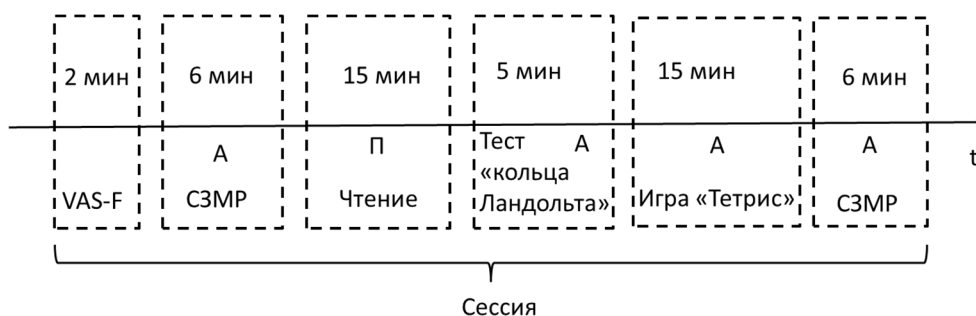 2 мин 6 мин 15 мин 5 мин 15 мин 6 мин
А П Тест А А А t
«кольца
VAS-F СЗМР Чтение Ландольта» Игра «Тетрис» СЗМР
Сессия